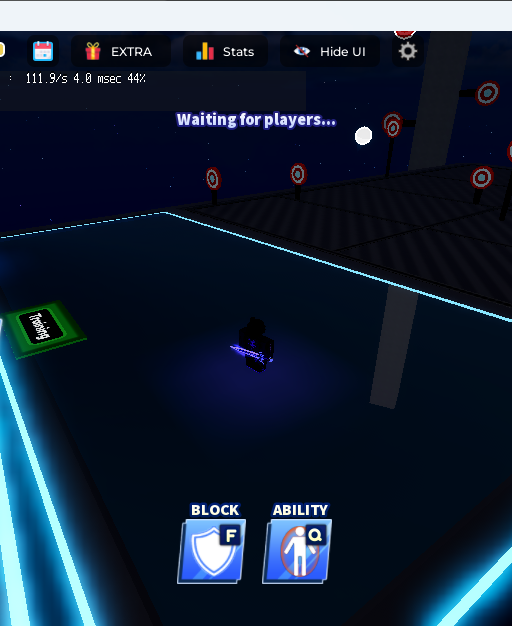 EXTRA
Stats
Hide UI
: 111.9/s 4.0 msec 44%
Waiting for players...
Training
BLOCK
ABILITY
F
Q